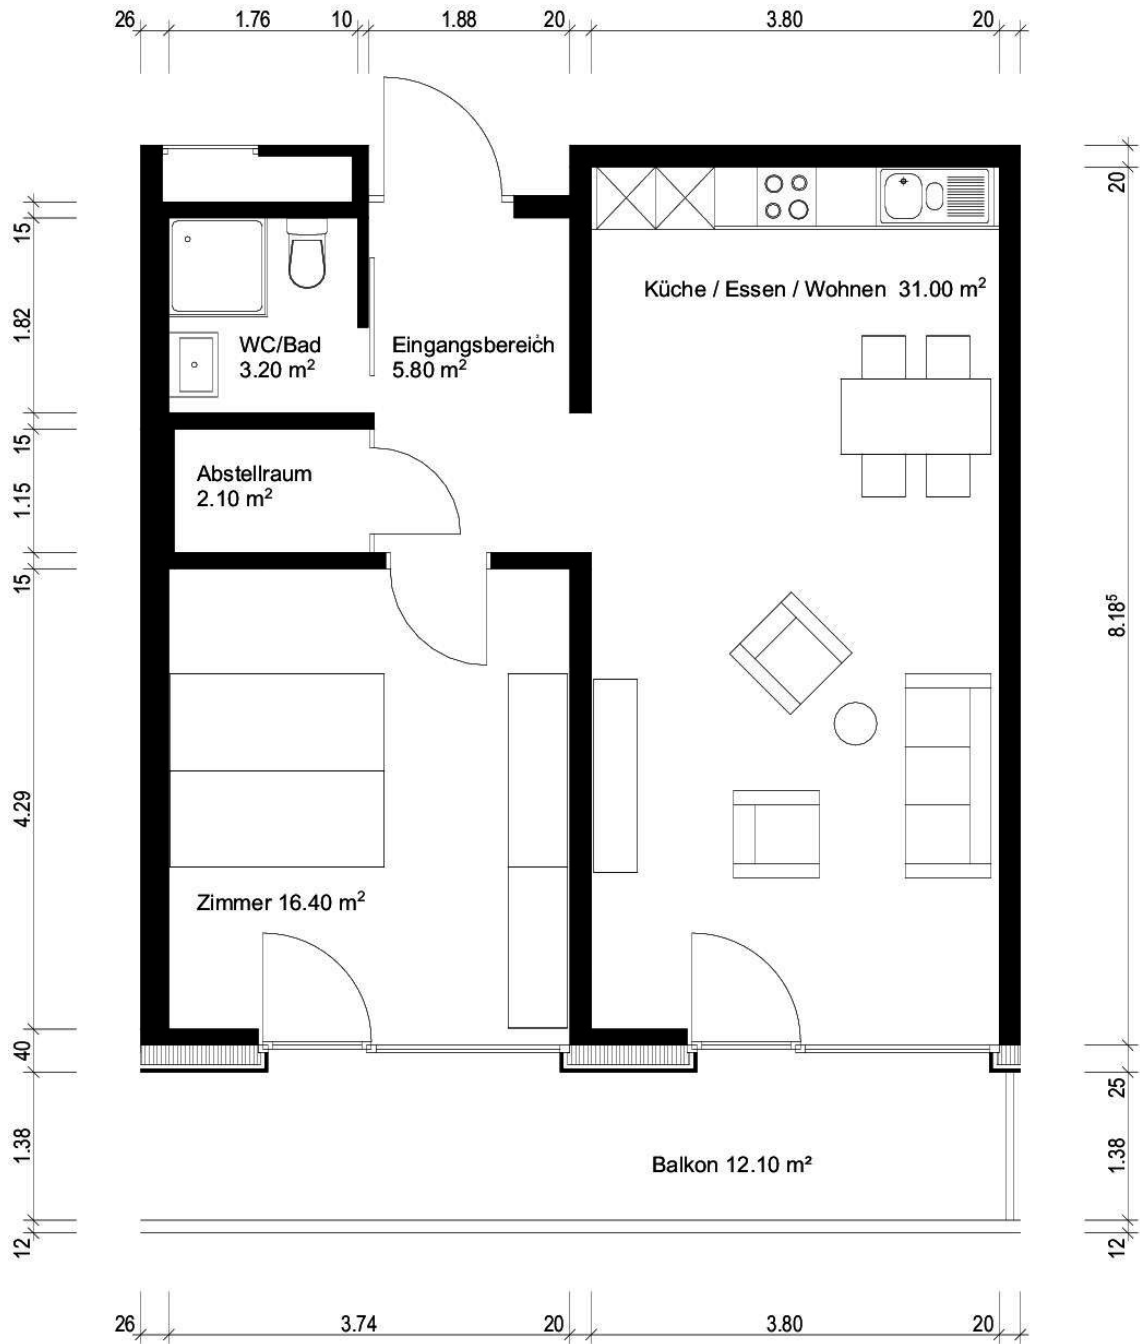 26 1.76 10 1.88 20 3.80 20
20
15
Küche / Essen / Wohnen 31.00 m²
1.82
WC/Bad
3.20 m²
Eingangsbereich
5.80 m²
15
Abstellraum
2.10 m²
1.15
15
8.18⁵
4.29
Zimmer 16.40 m²
40
25
1.38
Balkon 12.10 m²
1.38
12
12
26 3.74 20 3.80 20